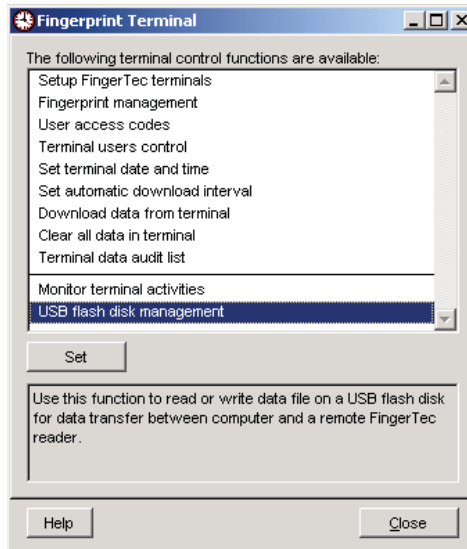 Fingerprint Terminal
The following terminal control functions are available:
Setup FingerTec terminals
Fingerprint management
User access codes
Terminal users control
Set terminal date and time
Set automatic download interval
Download data from terminal
Clear all data in terminal
Terminal data audit list
Monitor terminal activities
USB flash disk management
Set
Use this function to read or write data file on a USB flash disk
for data transfer between computer and a remote FingerTec
reader.
Help
Close